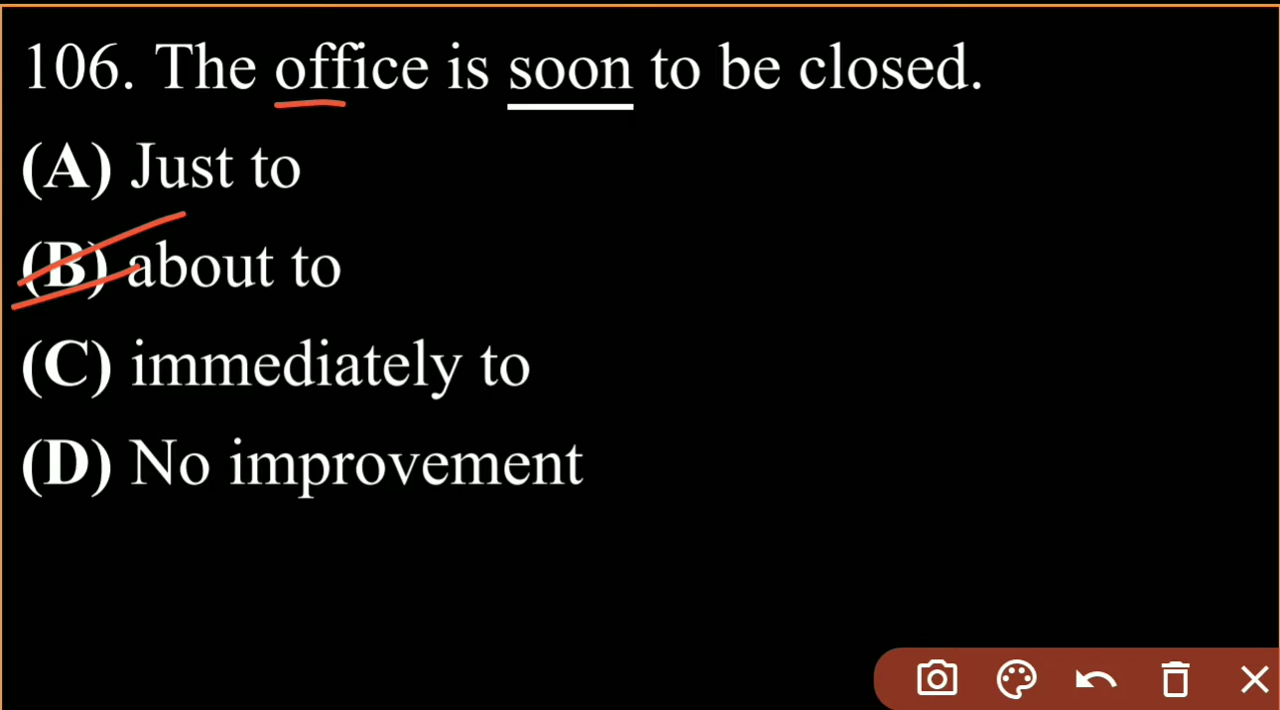 106. The office is soon to be closed.
(A) Just to
(B) about to
(C) immediately to
(D) No improvement